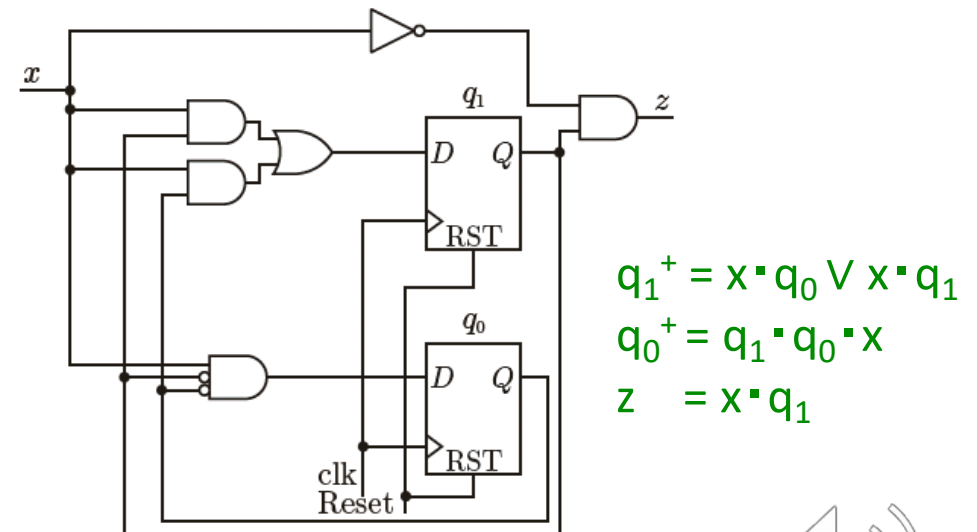 x
q₁
z
D Q
RST
q₁⁺ = x▪q₀ V x▪q₁
q₀
q₀⁺ = q₁▪q₀▪x
D Q
z = x▪q₁
RST
clk
Reset